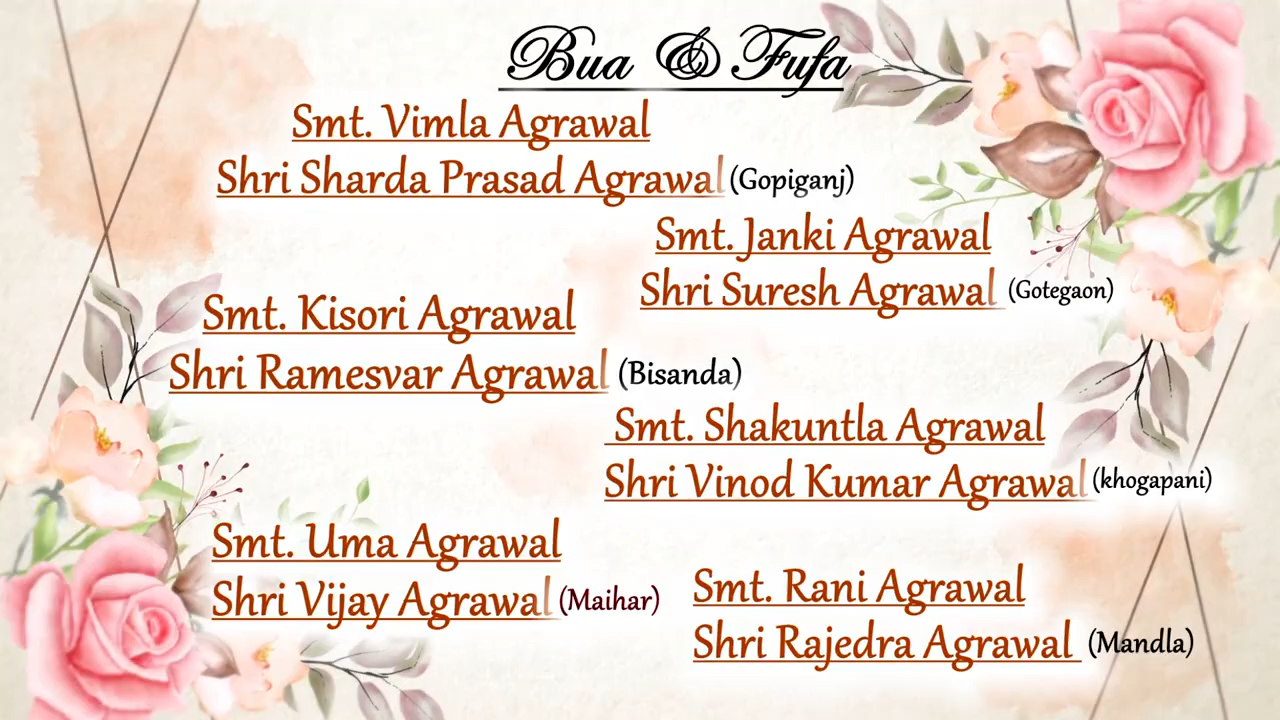 Bua & Fufa
Smt. Vimla Agrawal
Shri Sharda Prasad Agrawal (Gopiganj)
Smt. Janki Agrawal
Shri Suresh Agrawal (Gotegaon)
Smt. Kisori Agrawal
Shri Ramesvar Agrawal (Bisanda)
Smt. Shakuntla Agrawal
Shri Vinod Kumar Agrawal (khogapani)
Smt. Uma Agrawal
Shri Vijay Agrawal (Maihar)
Smt. Rani Agrawal
Shri Rajedra Agrawal (Mandla)